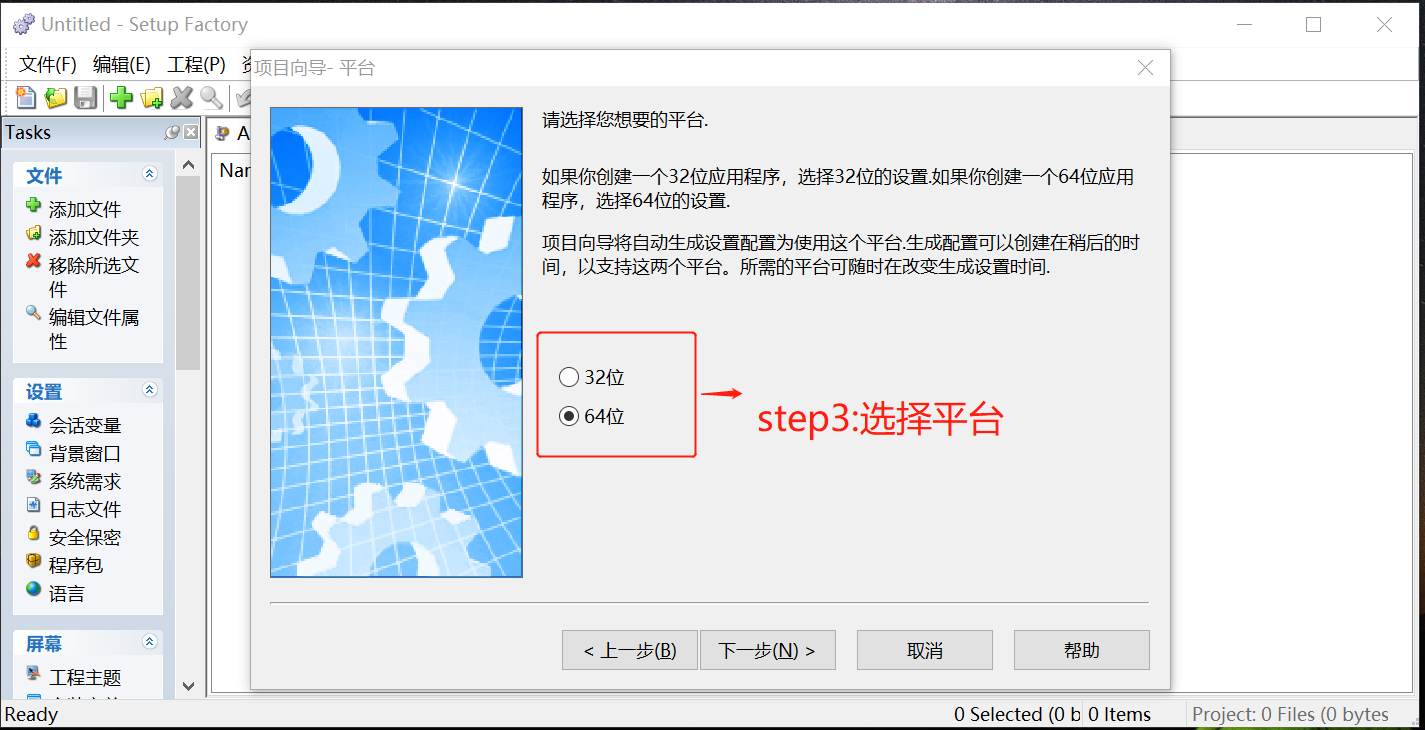 Untitled - Setup Factory
文件(F) 编辑(E) 工程(P)
项目向导- 平台
Tasks
文件
添加文件
添加文件夹
移除所选文
件
编辑文件属
性
设置
会话变量
背景窗口
系统需求
日志文件
安全保密
程序包
语言
屏幕
工程主题
请选择您想要的平台.
如果你创建一个32位应用程序，选择32位的设置.如果你创建一个64位应用
程序，选择64位的设置.
项目向导将自动生成设置配置为使用这个平台.生成配置可以创建在稍后的时
间，以支持这两个平台。所需的平台可随时在改变生成设置时间.
32位
64位
step3:选择平台
< 上一步(B) 下一步(N) > 取消 帮助
Ready
0 Selected (0 b 0 Items Project: 0 Files (0 bytes